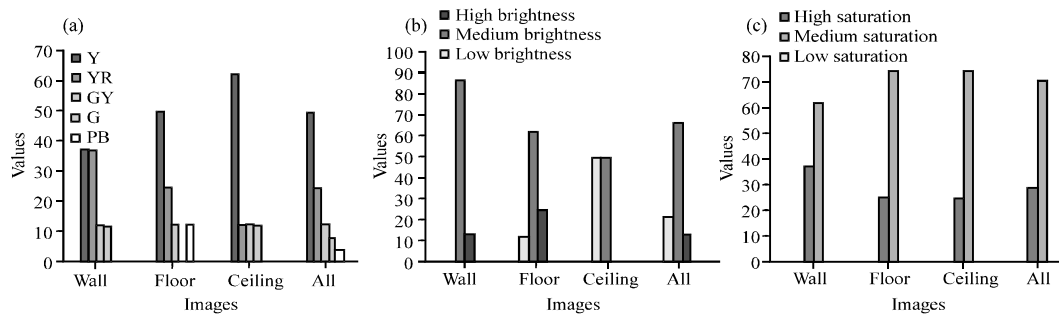 (a)
Y
YR
GY
G
PB
70
60
50
40
30
20
10
0
Values
Wall Floor Ceiling All
Images
(b)
High brightness
Medium brightness
Low brightness
100
90
80
70
60
50
40
30
20
10
0
Values
Wall Floor Ceiling All
Images
(c)
High saturation
Medium saturation
Low saturation
80
70
60
50
40
30
20
10
0
Values
Wall Floor Ceiling All
Images